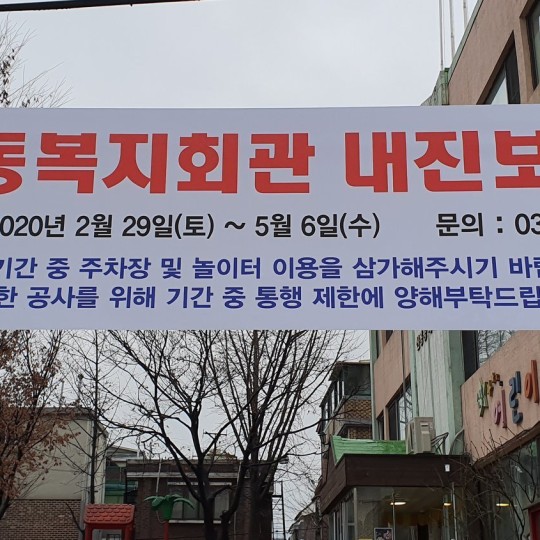 동복지회관 내진보
2020년 2월 29일(토) ~ 5월 6일(수) 문의 : 03
기간 중 주차장 및 놀이터 이용을 삼가해주시기 바람
한 공사를 위해 기간 중 통행 제한에 양해부탁드립
어린이